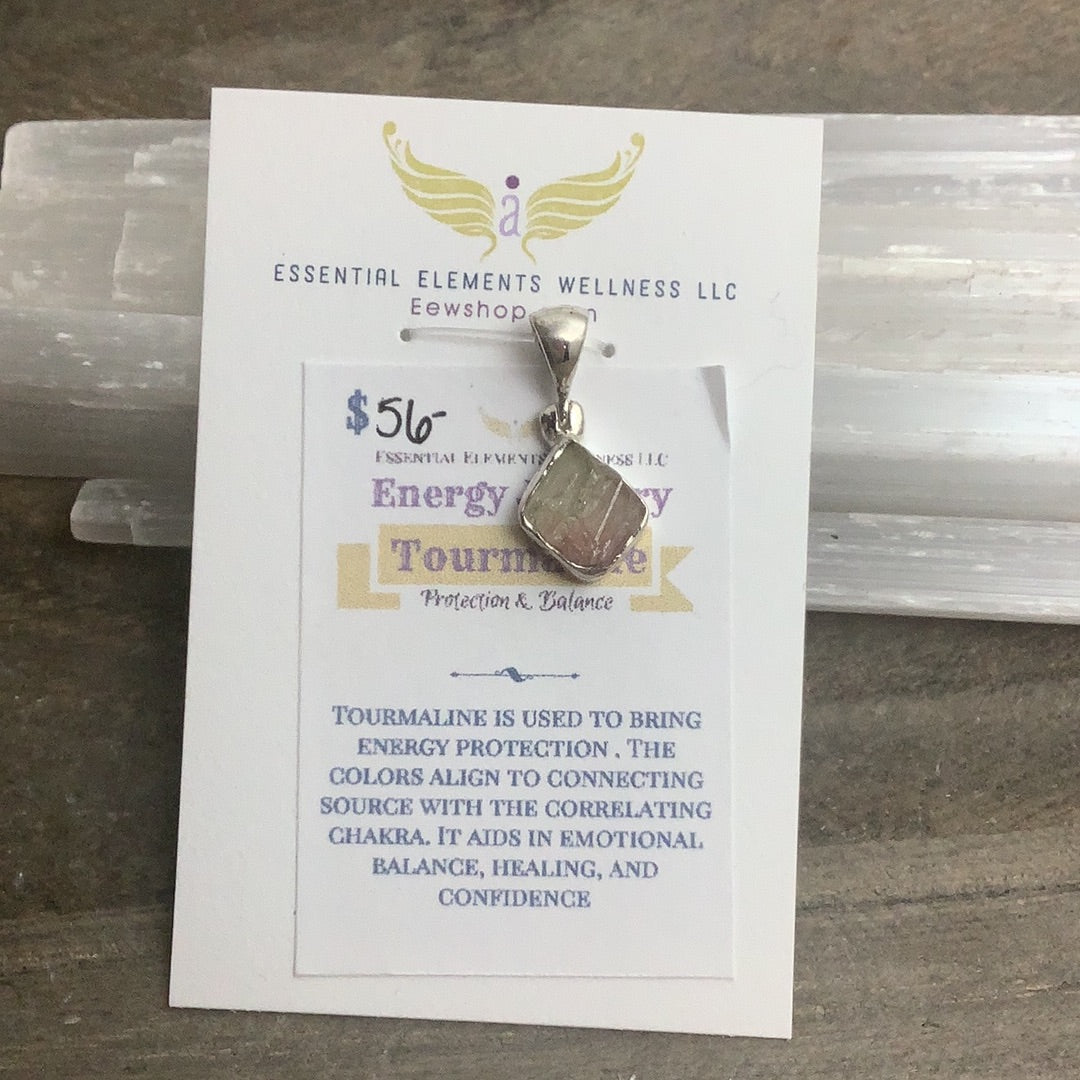 å
ESSENTIAL ELEMENTS WELLNESS LLC
Eewshop
$56-
ESSENTIAL ELEMENTS LLC
Energy
Protection & Balance
TOURMALINE IS USED TO BRING
ENERGY PROTECTION . THE
COLORS ALIGN TO CONNECTING
SOURCE WITH THE CORRELATING
CHAKRA. IT AIDS IN EMOTIONAL
BALANCE, HEALING, AND
CONFIDENCE